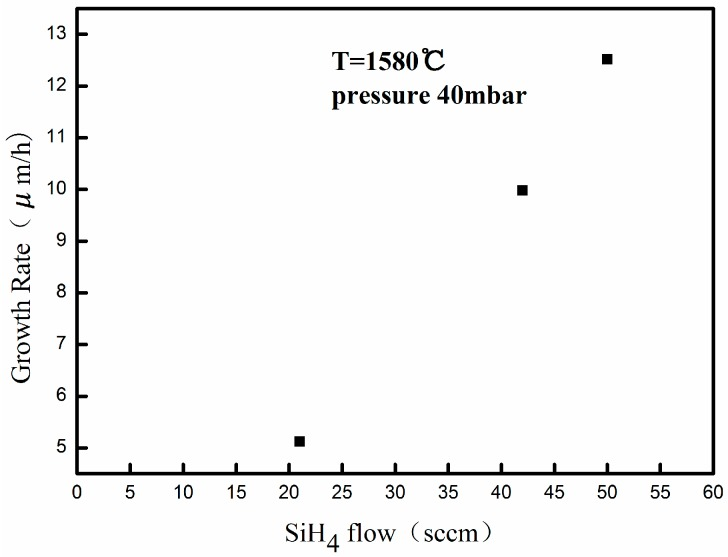 13
12
11
10
9
8
7
6
5
Growth Rate（μm/h）
T=1580℃
pressure 40mbar
0 5 10 15 20 25 30 35 40 45 50 55 60
SiH4 flow（sccm）